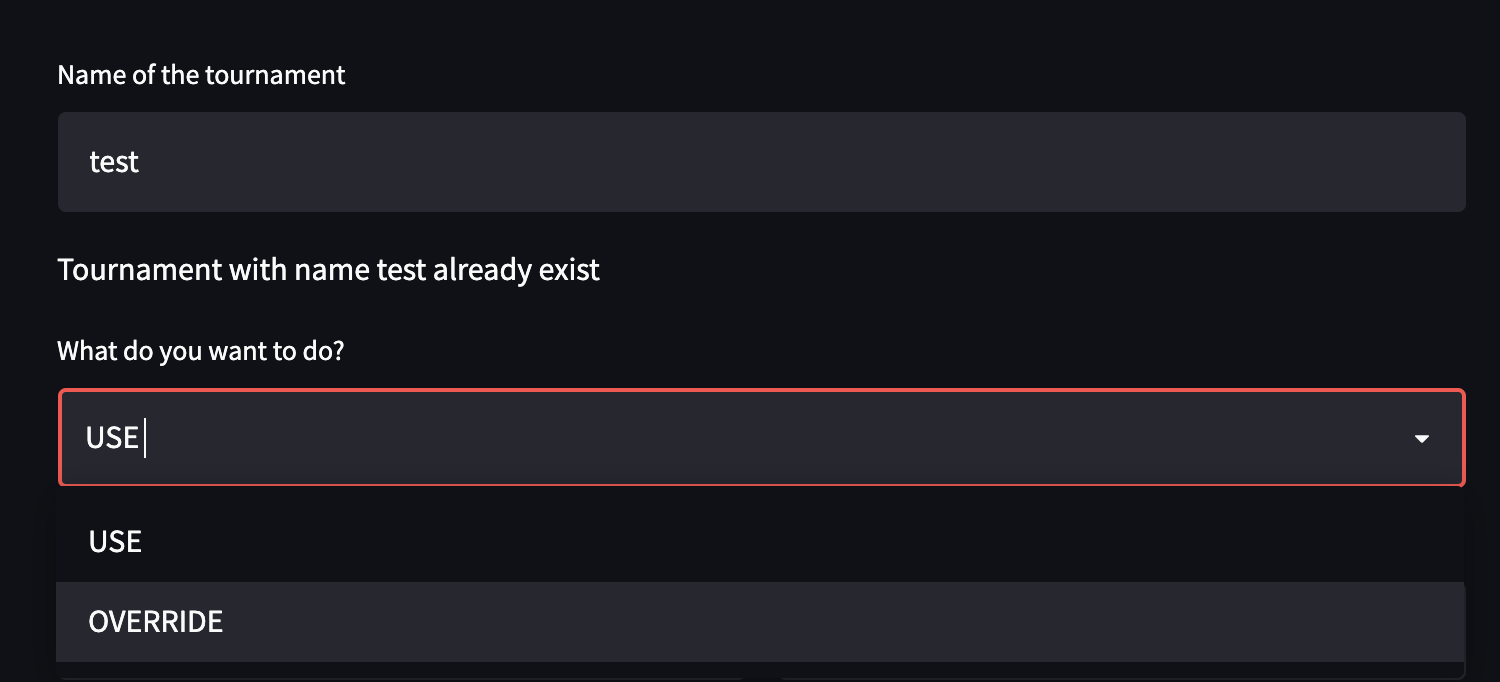 Name of the tournament
test
Tournament with name test already exist
What do you want to do?
USE
USE
OVERRIDE